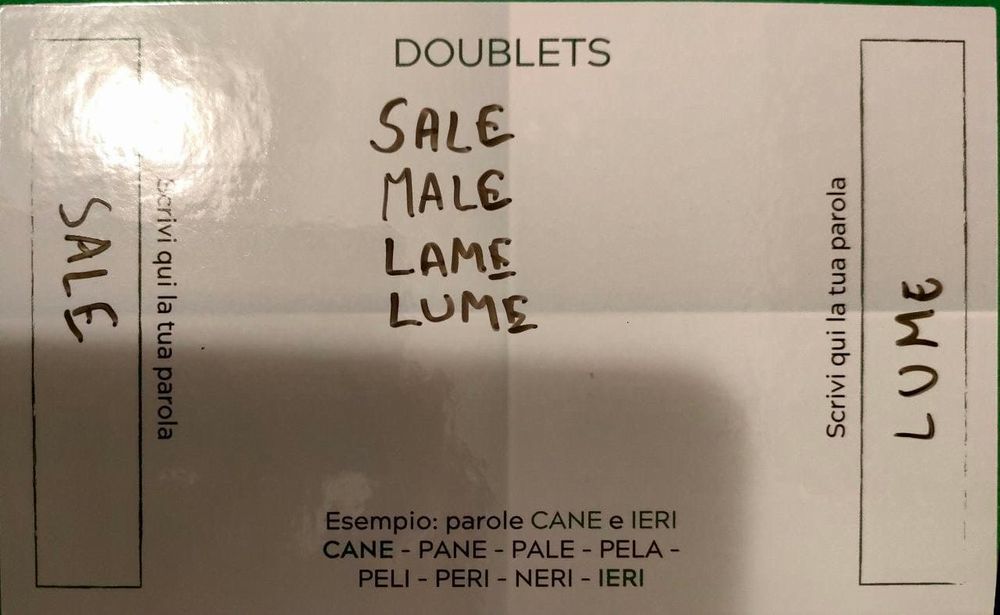 DOUBLETS
SALE
MALE
LAME
LUME
SALE
Scrivi qui la tua parola
Scrivi qui la tua parola
LUME
Esempio: parole CANE e IERI
CANE - PANE - PALE - PELA -
PELI - PERI - NERI - IERI